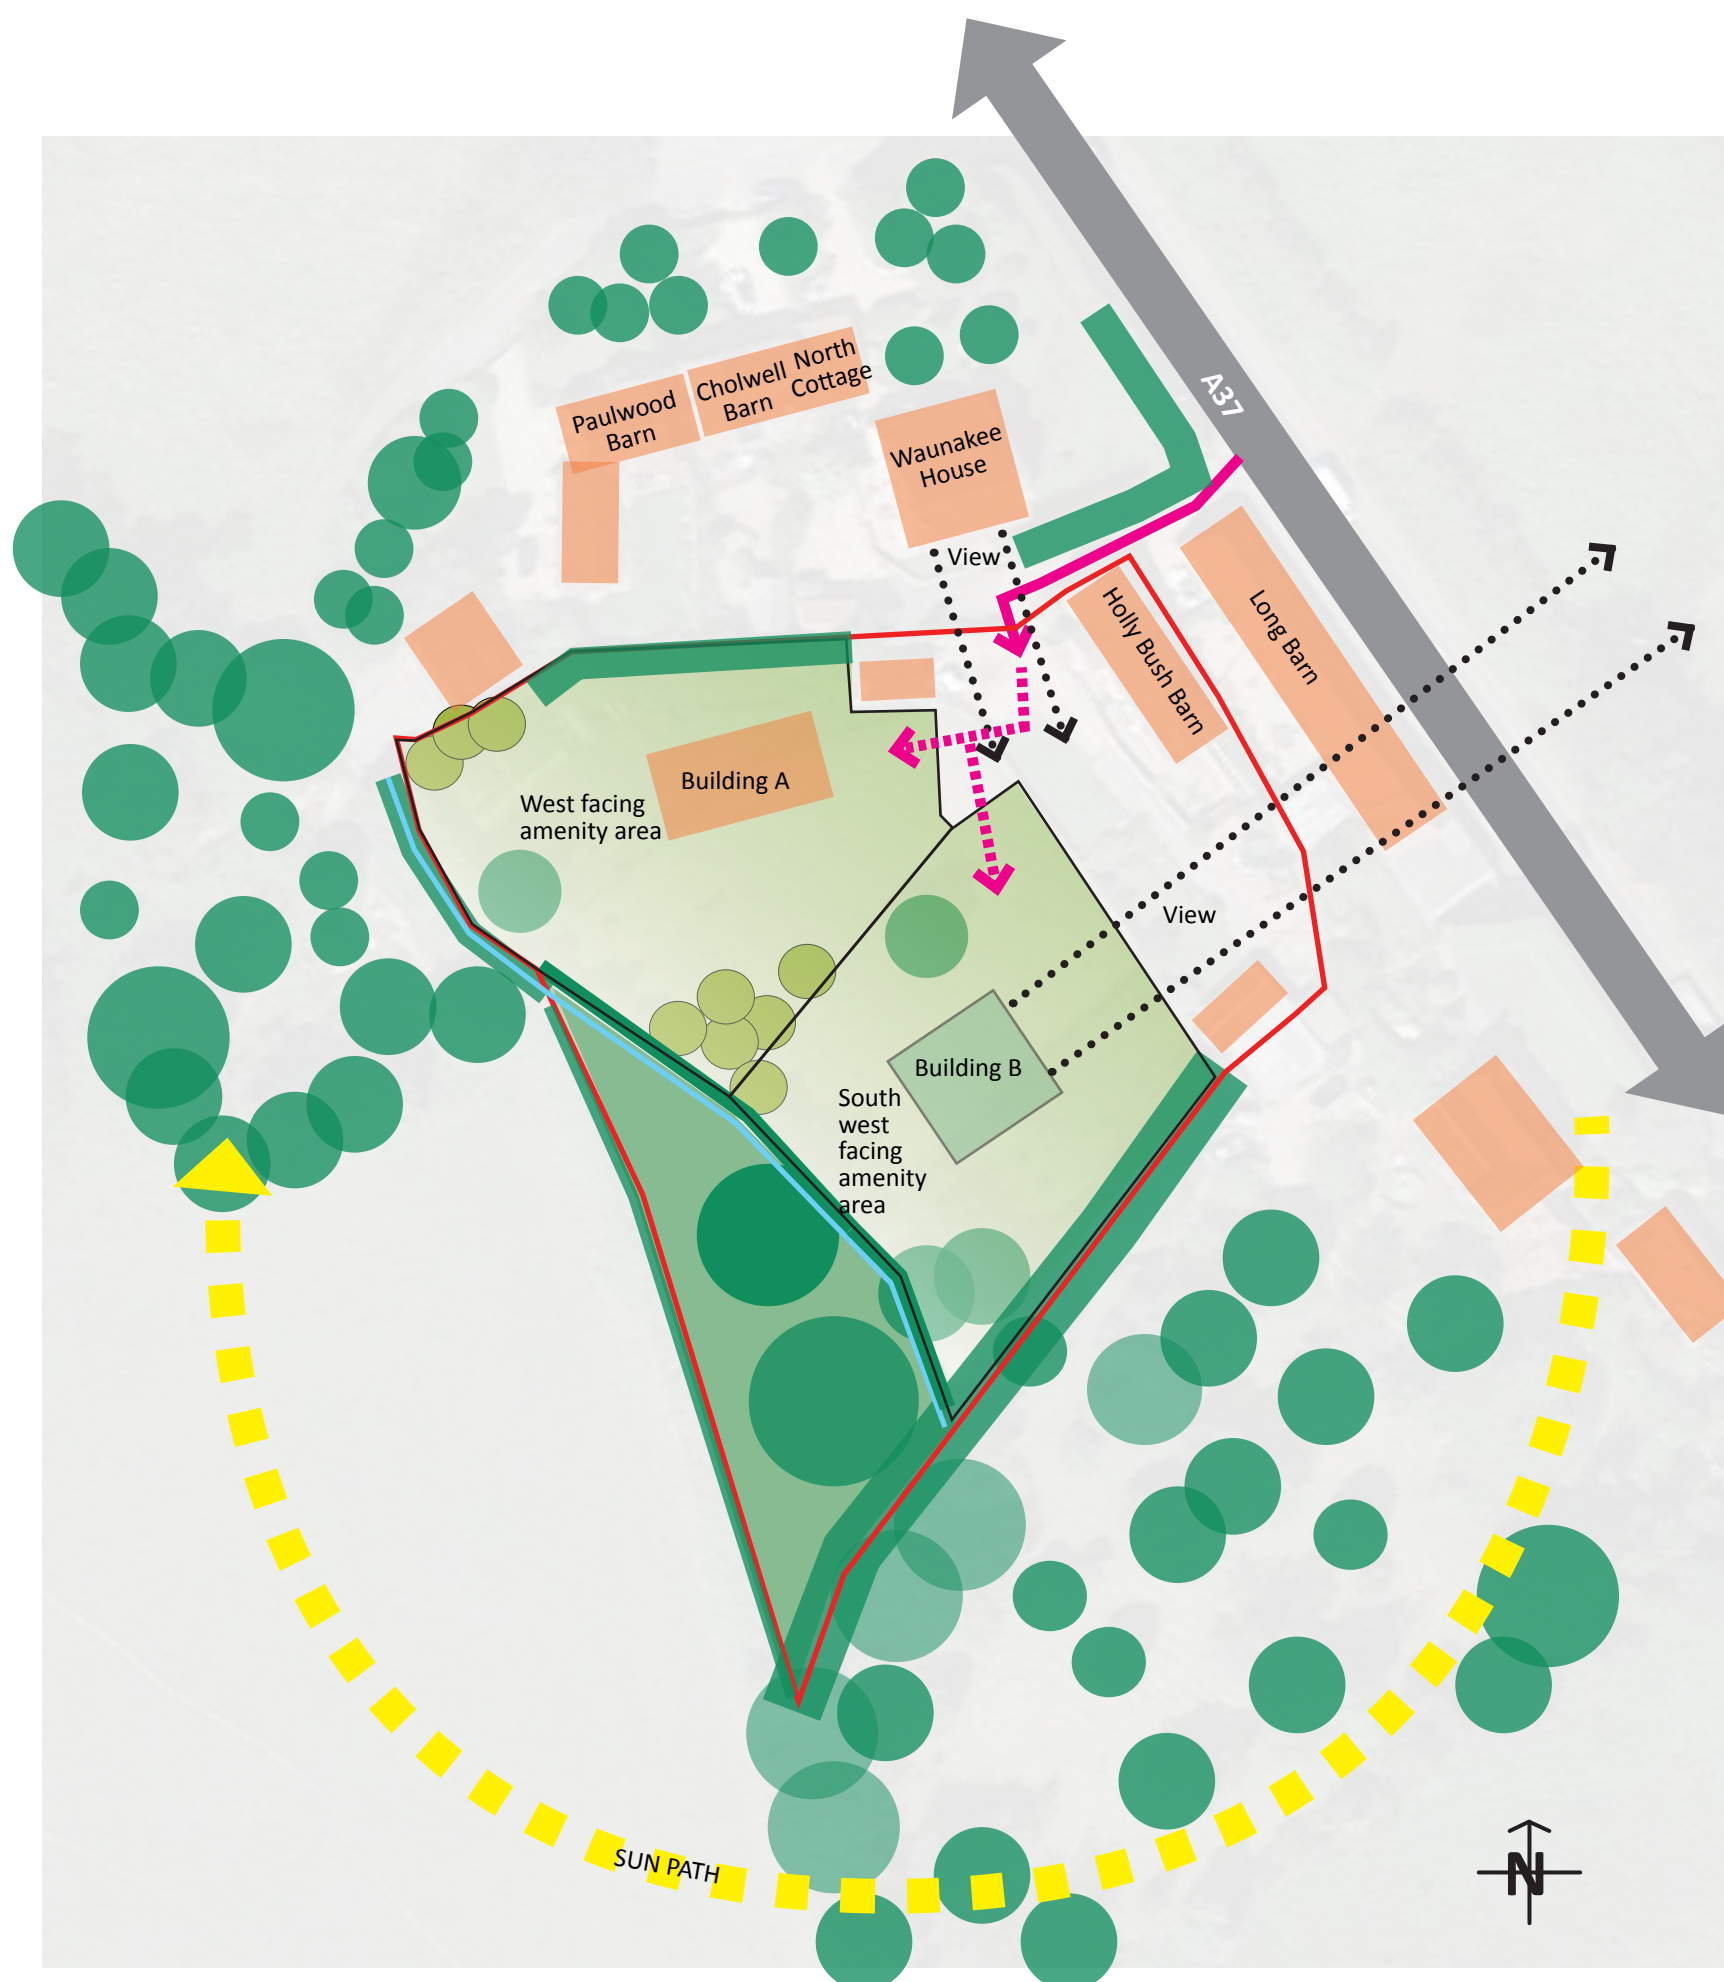 A37
North
Cottage
Cholwell
Barn
Paulwood
Barn
Waunakee
House
View
Holly Bush Barn
Long Barn
Building A
West facing
amenity area
View
Building B
South
west
facing
amenity
area
SUN PATH
N